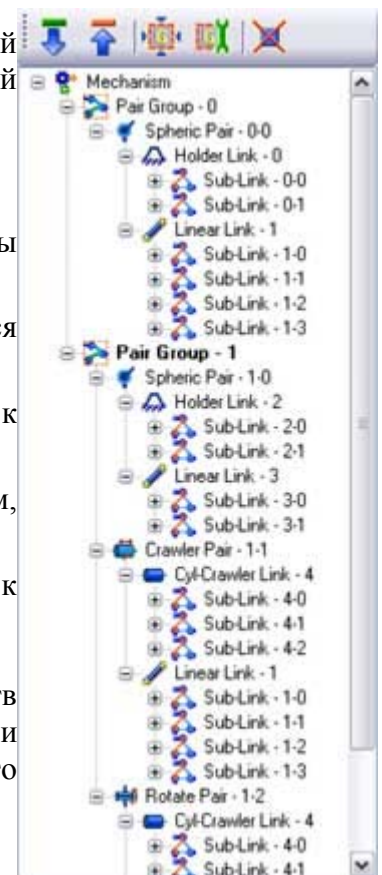 й
й
ы
ся
к
м,
к
тв
и
то
Mechanism
Pair Group - 0
Spheric Pair - 0-0
Holder Link - 0
Sub-Link - 0-0
Sub-Link - 0-1
Linear Link - 1
Sub-Link - 1-0
Sub-Link - 1-1
Sub-Link - 1-2
Sub-Link - 1-3
Pair Group - 1
Spheric Pair - 1-0
Holder Link - 2
Sub-Link - 2-0
Sub-Link - 2-1
Linear Link - 3
Sub-Link - 3-0
Sub-Link - 3-1
Crawler Pair - 1-1
Cyl-Crawler Link - 4
Sub-Link - 4-0
Sub-Link - 4-1
Sub-Link - 4-2
Linear Link - 1
Sub-Link - 1-0
Sub-Link - 1-1
Sub-Link - 1-2
Sub-Link - 1-3
Rotate Pair - 1-2
Cyl-Crawler Link - 4
Sub-Link - 4-0
Sub-Link - 4-1